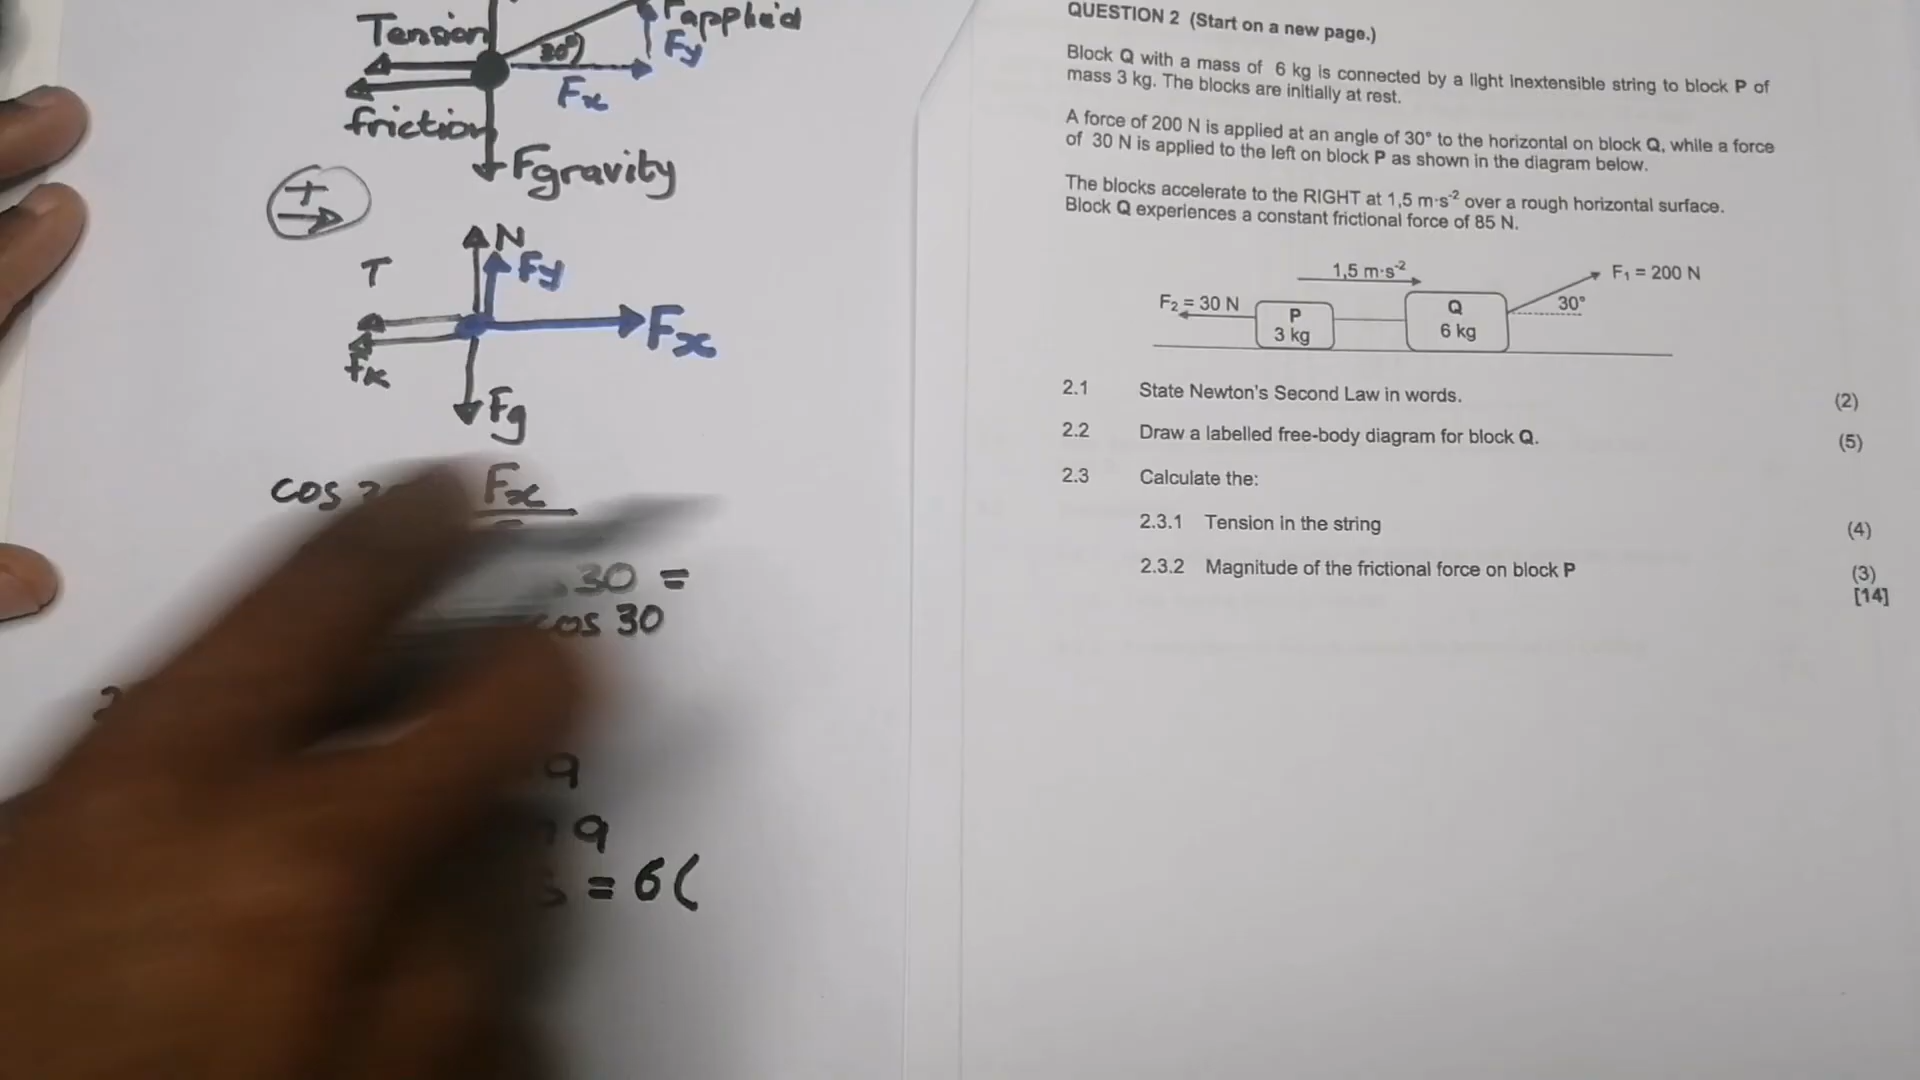 Tension
Fapplied
30°
Fy
Fx
friction
Fgravity
+
N
Fy
T
Fx
fk
Fg
cos
Fx
30 =
cos 30
9
9
= 6(
QUESTION 2 (Start on a new page.)
Block Q with a mass of 6 kg is connected by a light inextensible string to block P of
mass 3 kg. The blocks are initially at rest.
A force of 200 N is applied at an angle of 30° to the horizontal on block Q, while a force
of 30 N is applied to the left on block P as shown in the diagram below.
The blocks accelerate to the RIGHT at 1,5 m·s⁻² over a rough horizontal surface.
Block Q experiences a constant frictional force of 85 N.
1,5 m·s⁻²
F₁ = 200 N
30°
F₂ = 30 N
P
3 kg
Q
6 kg
2.1 State Newton's Second Law in words. (2)
2.2 Draw a labelled free-body diagram for block Q. (5)
2.3 Calculate the:
2.3.1 Tension in the string (4)
2.3.2 Magnitude of the frictional force on block P (3)
[14]